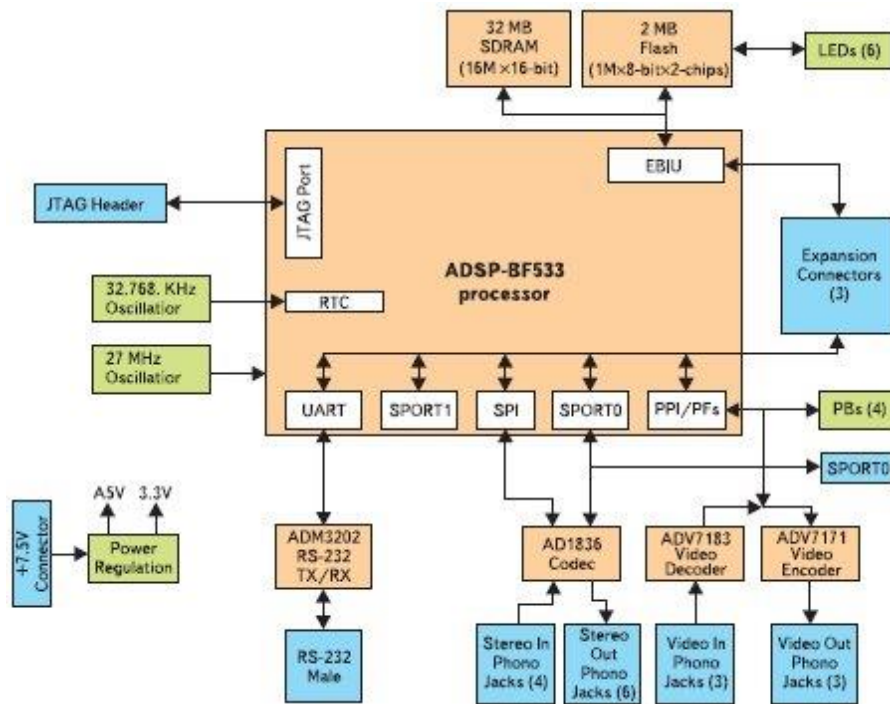 32 MB
SDRAM
(16M ×16-bit)
2 MB
Flash
(1M×8-bit×2-chips)
LEDs (6)
EBIU
JTAG Header
JTAG Port
Expansion
Connectors
(3)
ADSP-BF533
processor
32.768. KHz
Oscillatior
RTC
27 MHz
Oscillatior
UART
SPORT1
SPI
SPORT0
PPI/PFs
PBs (4)
SPORT0
A5V
3.3V
+7.5V
Connector
Power
Regulation
ADM3202
RS-232
TX/RX
AD1836
Codec
ADV7183
Video
Decoder
ADV7171
Video
Encoder
RS-232
Male
Stereo In
Phono
Jacks (4)
Stereo
Out
Phono
Jacks (6)
Video In
Phono
Jacks (3)
Video Out
Phono
Jacks (3)